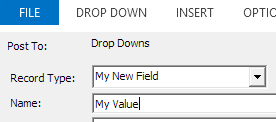 FILE DROP DOWN INSERT
Post To: Drop Downs
Record Type: My New Field
Name: My Value